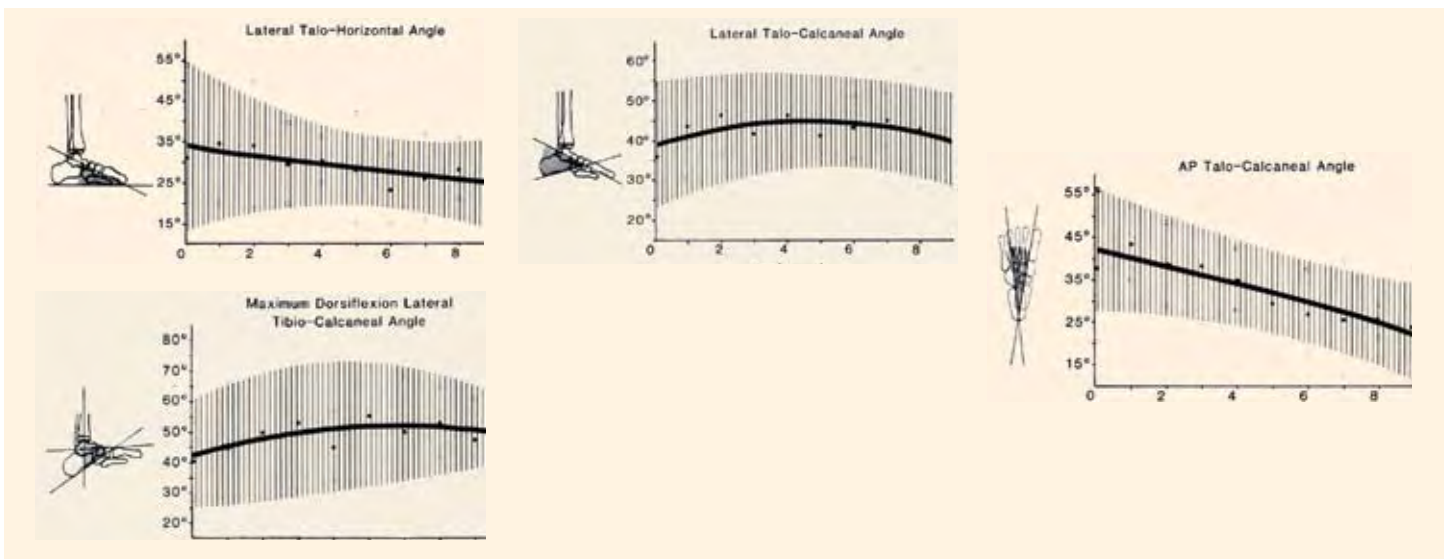 Lateral Talo-Horizontal Angle
55°
45°
35°
25°
15°
0 2 4 6 8
Lateral Talo-Calcaneal Angle
60°
50°
40°
30°
20°
0 2 4 6 8
AP Talo-Calcaneal Angle
55°
45°
35°
25°
15°
0 2 4 6 8
Maximum Dorsiflexion Lateral
Tibio-Calcaneal Angle
80°
70°
60°
50°
40°
30°
20°